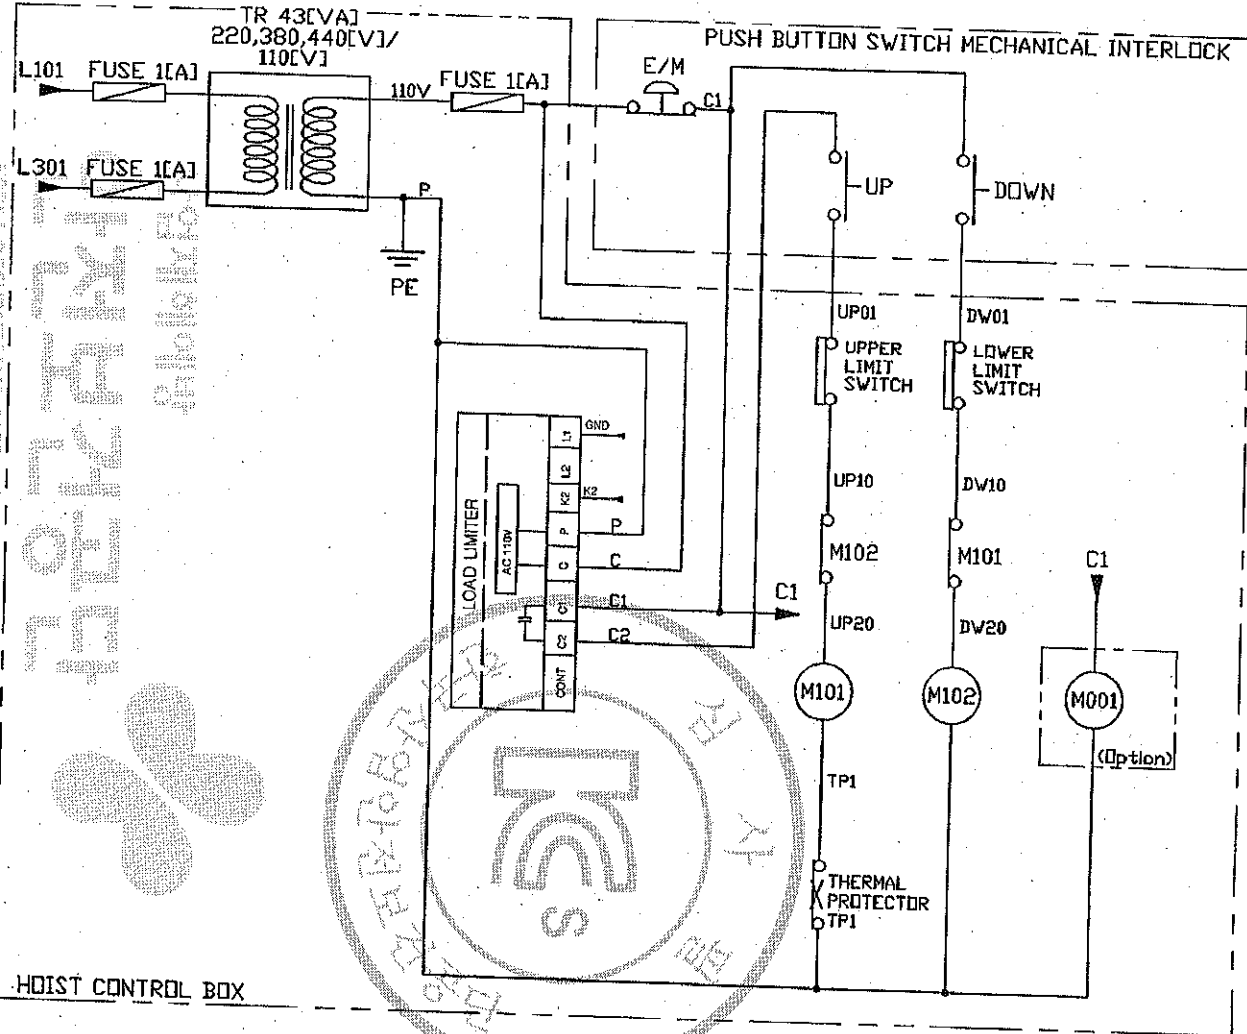 TR 43[VA]
220,380,440[V]/
110[V]
PUSH BUTTON SWITCH MECHANICAL INTERLOCK
L101
FUSE 1[A]
110V
FUSE 1[A]
E/M
C1
L301
FUSE 1[A]
P
PE
UP
DOWN
UP01
DW01
UPPER
LIMIT
SWITCH
LOWER
LIMIT
SWITCH
LOAD LIMITER
AC 110V
L1
GND
L2
K2
K2
P
P
C
C
C1
C1
C1
C2
C2
CONT
UP10
DW10
M102
M101
C1
UP20
DW20
M101
M102
M001
(Option)
TP1
THERMAL
PROTECTOR
TP1
HOIST CONTROL BOX
KCs